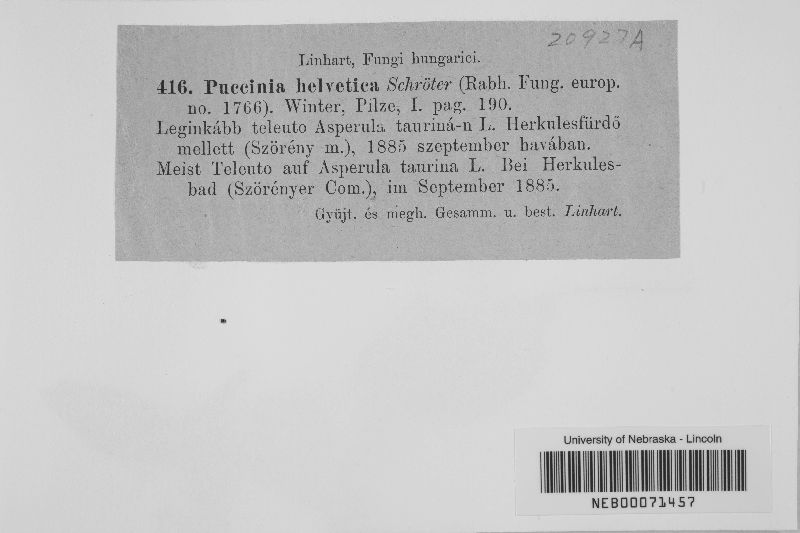 20927A
Linhart, Fungi hungarici.
416. Puccinia helvetica Schröter (Rabh. Fung. europ.
no. 1766). Winter, Pilze, I. pag. 190.
Leginkább teleuto Asperula tauriná-n L. Herkulesfürdő
mellett (Szörény m.), 1885 szeptember havában.
Meist Teleuto auf Asperula taurina L. Bei Herkules-
bad (Szörényer Com.), im September 1885.
Gyüjt. és megh. Gesamm. u. best. Linhart.
University of Nebraska - Lincoln
NEB00071457